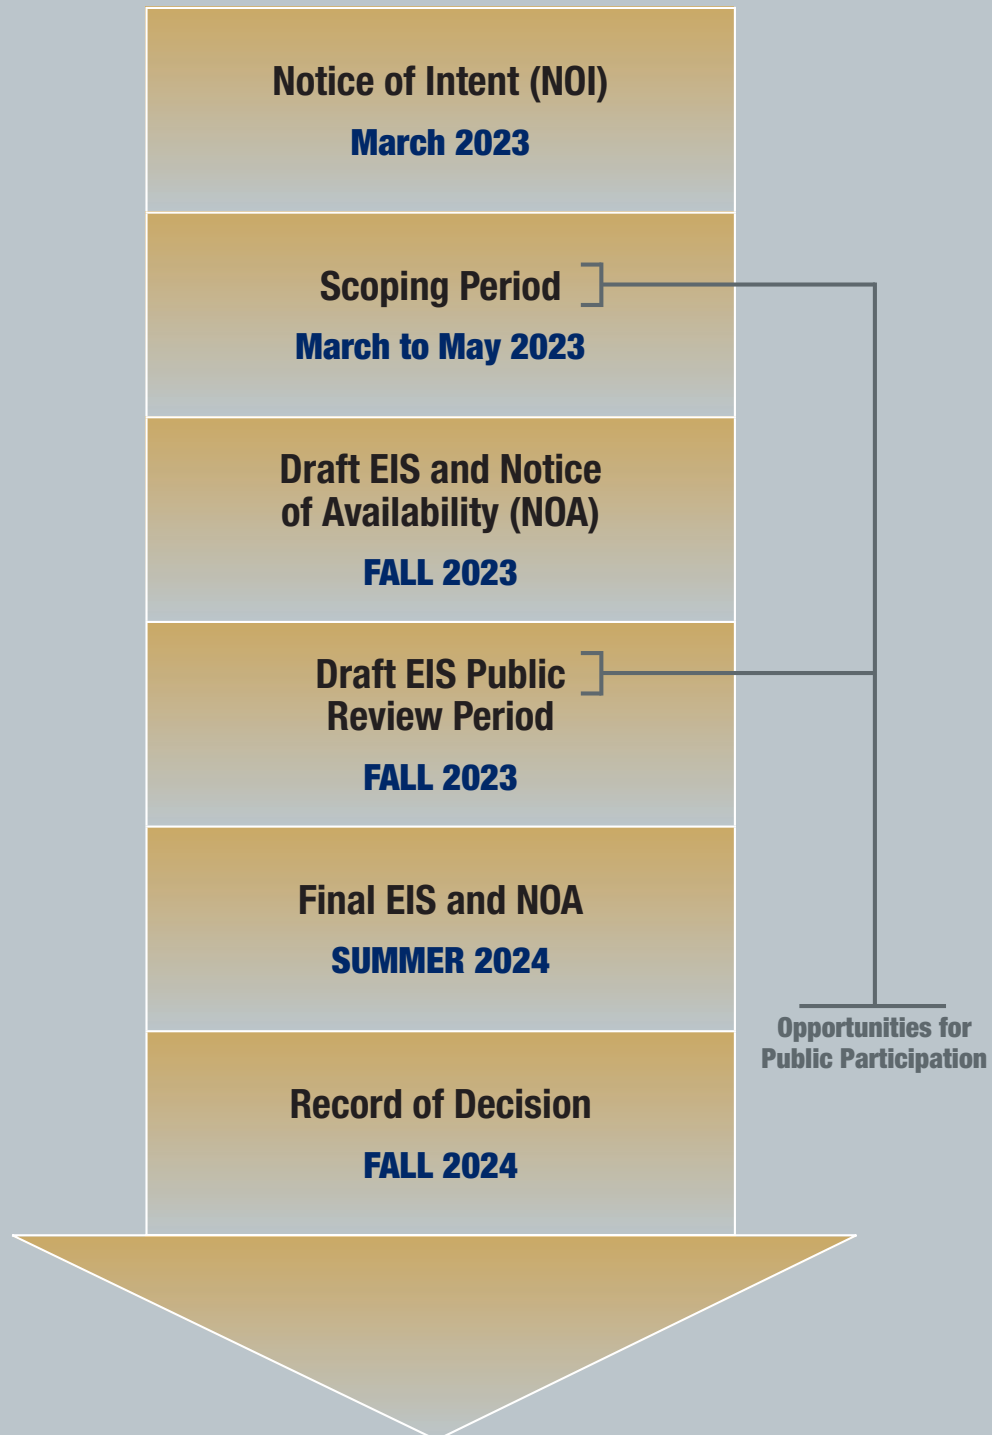 Notice of Intent (NOI)
March 2023
Scoping Period
March to May 2023
Draft EIS and Notice
of Availability (NOA)
FALL 2023
Draft EIS Public
Review Period
FALL 2023
Final EIS and NOA
SUMMER 2024
Opportunities for
Public Participation
Record of Decision
FALL 2024